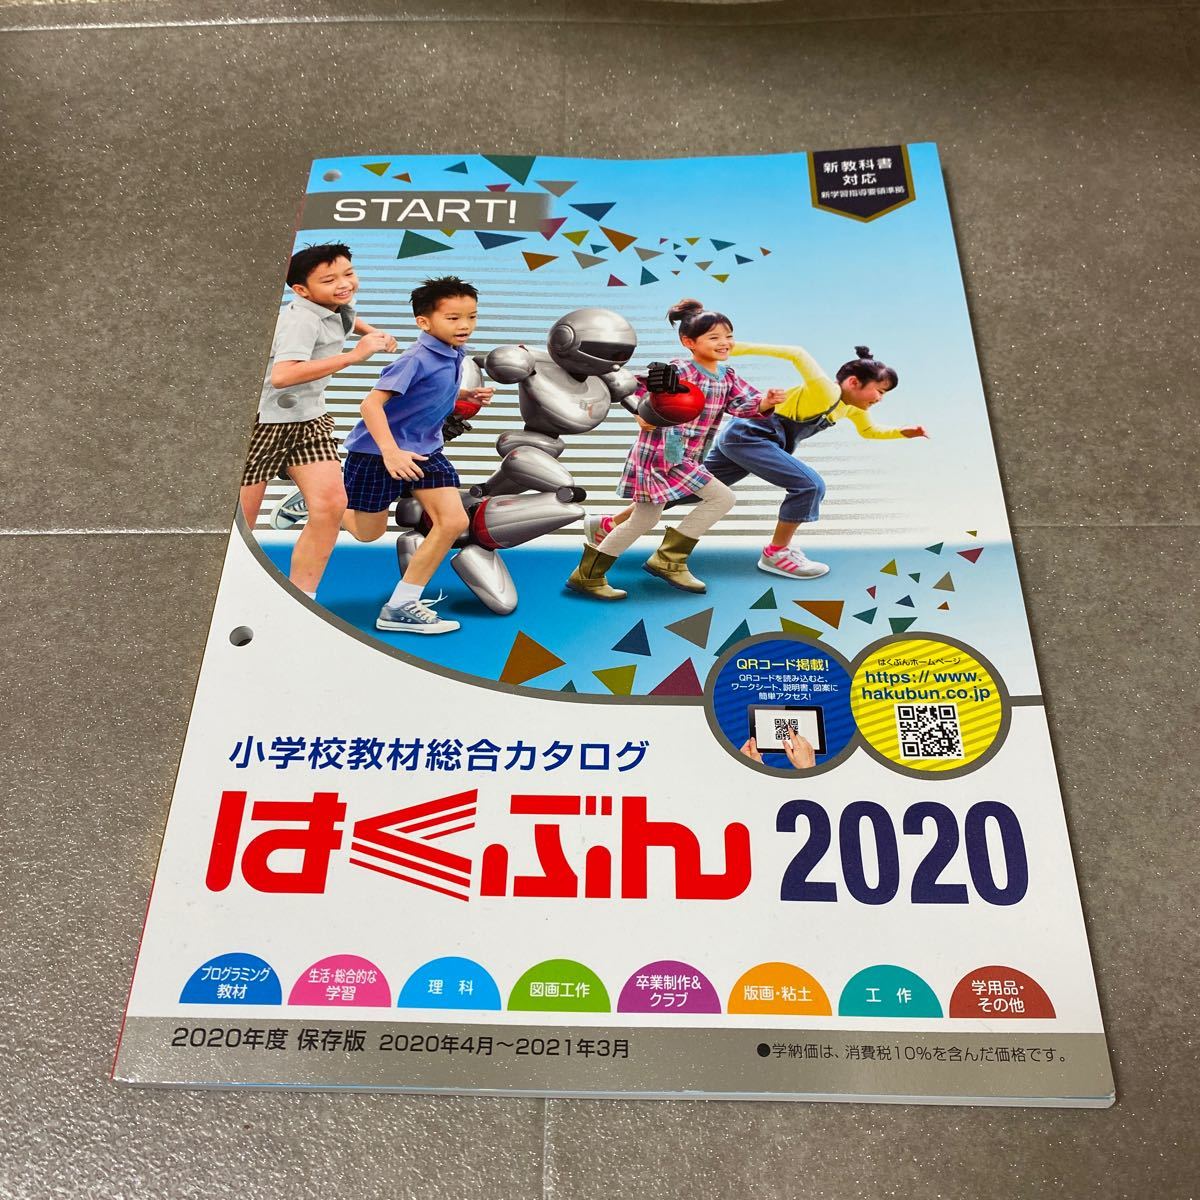 START!
新教科書
対応
新学習指導要領準拠
QRコード掲載!
QRコードを読み込むと、
ワークシート、説明書、図案に
簡単アクセス!
はくぶんホームページ
https://www.
hakubun.co.jp
小学校教材総合カタログ
はくぶん 2020
プログラミング
教材
生活・総合的な
学習
理科
図画工作
卒業制作&
クラブ
版画・粘土
工作
学用品・
その他
2020年度 保存版 2020年4月～2021年3月
●学納価は、消費税10%を含んだ価格です。